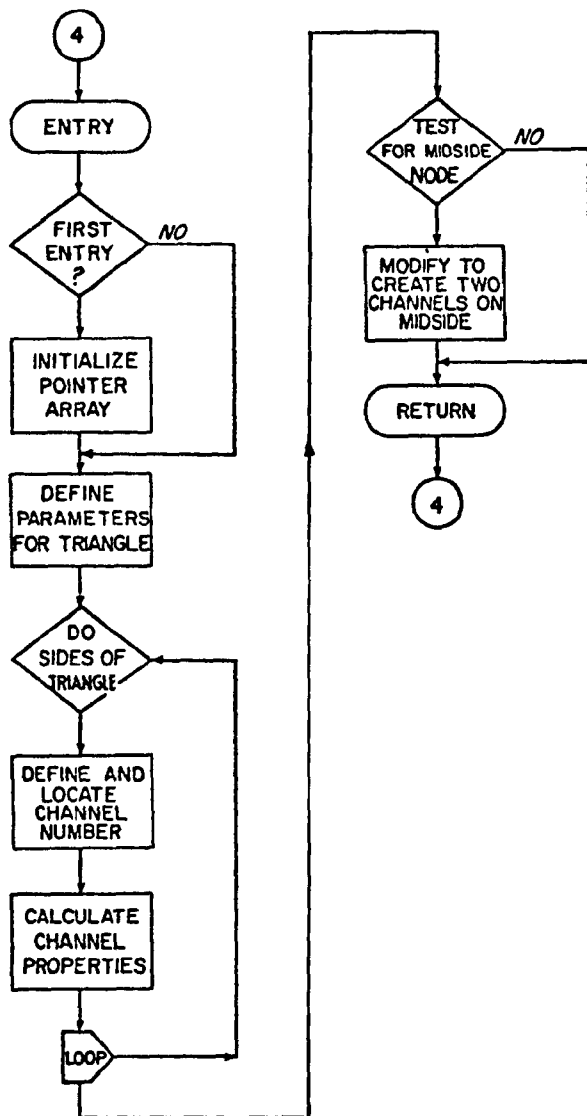 4
ENTRY
FIRST
ENTRY
?
NO
INITIALIZE
POINTER
ARRAY
DEFINE
PARAMETERS
FOR TRIANGLE
DO
SIDES OF
TRIANGLE
DEFINE AND
LOCATE
CHANNEL
NUMBER
CALCULATE
CHANNEL
PROPERTIES
LOOP
TEST
FOR MIDSIDE
NODE
NO
MODIFY TO
CREATE TWO
CHANNELS ON
MIDSIDE
RETURN
4